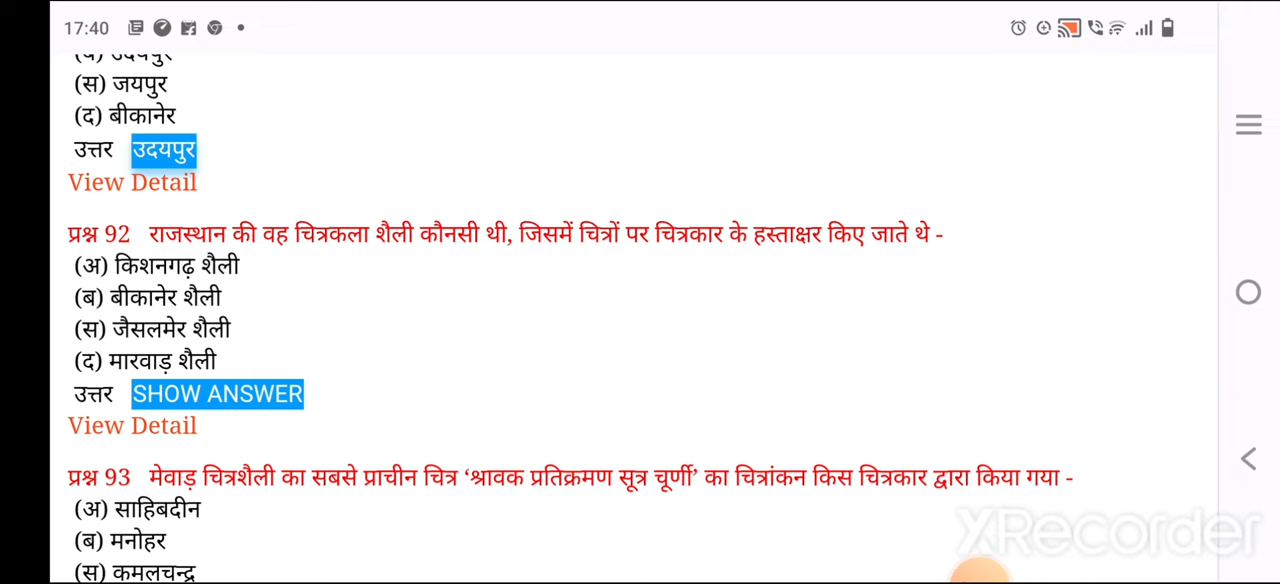 17:40
(ब) उदयपुर
(स) जयपुर
(द) बीकानेर
उत्तर उदयपुर
View Detail
प्रश्न 92 राजस्थान की वह चित्रकला शैली कौनसी थी, जिसमें चित्रों पर चित्रकार के हस्ताक्षर किए जाते थे -
(अ) किशनगढ़ शैली
(ब) बीकानेर शैली
(स) जैसलमेर शैली
(द) मारवाड़ शैली
उत्तर SHOW ANSWER
View Detail
प्रश्न 93 मेवाड़ चित्रशैली का सबसे प्राचीन चित्र ‘श्रावक प्रतिक्रमण सूत्र चूर्णी’ का चित्रांकन किस चित्रकार द्वारा किया गया -
(अ) साहिबदीन
(ब) मनोहर
(स) कमलचन्द्र
XRecorder